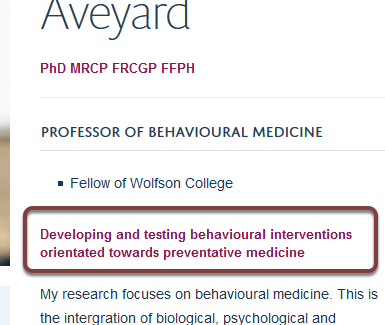 Aveyard
PhD MRCP FRCGP FFPH
PROFESSOR OF BEHAVIOURAL MEDICINE
Fellow of Wolfson College
Developing and testing behavioural interventions
orientated towards preventative medicine
My research focuses on behavioural medicine. This is
the intergration of biological, psychological and